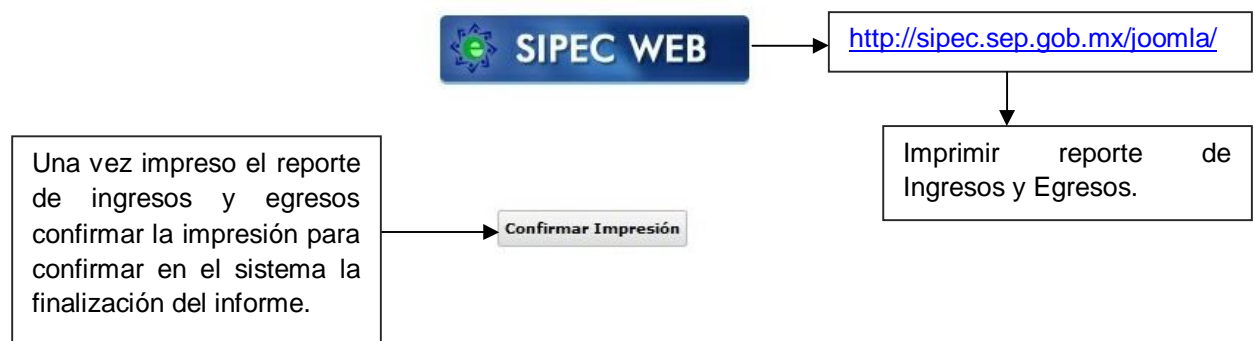 SIPEC WEB
http://sipec.sep.gob.mx/joomla/
Imprimir reporte de
Ingresos y Egresos.
Una vez impreso el reporte
de ingresos y egresos
confirmar la impresión para
confirmar en el sistema la
finalización del informe.
Confirmar Impresión